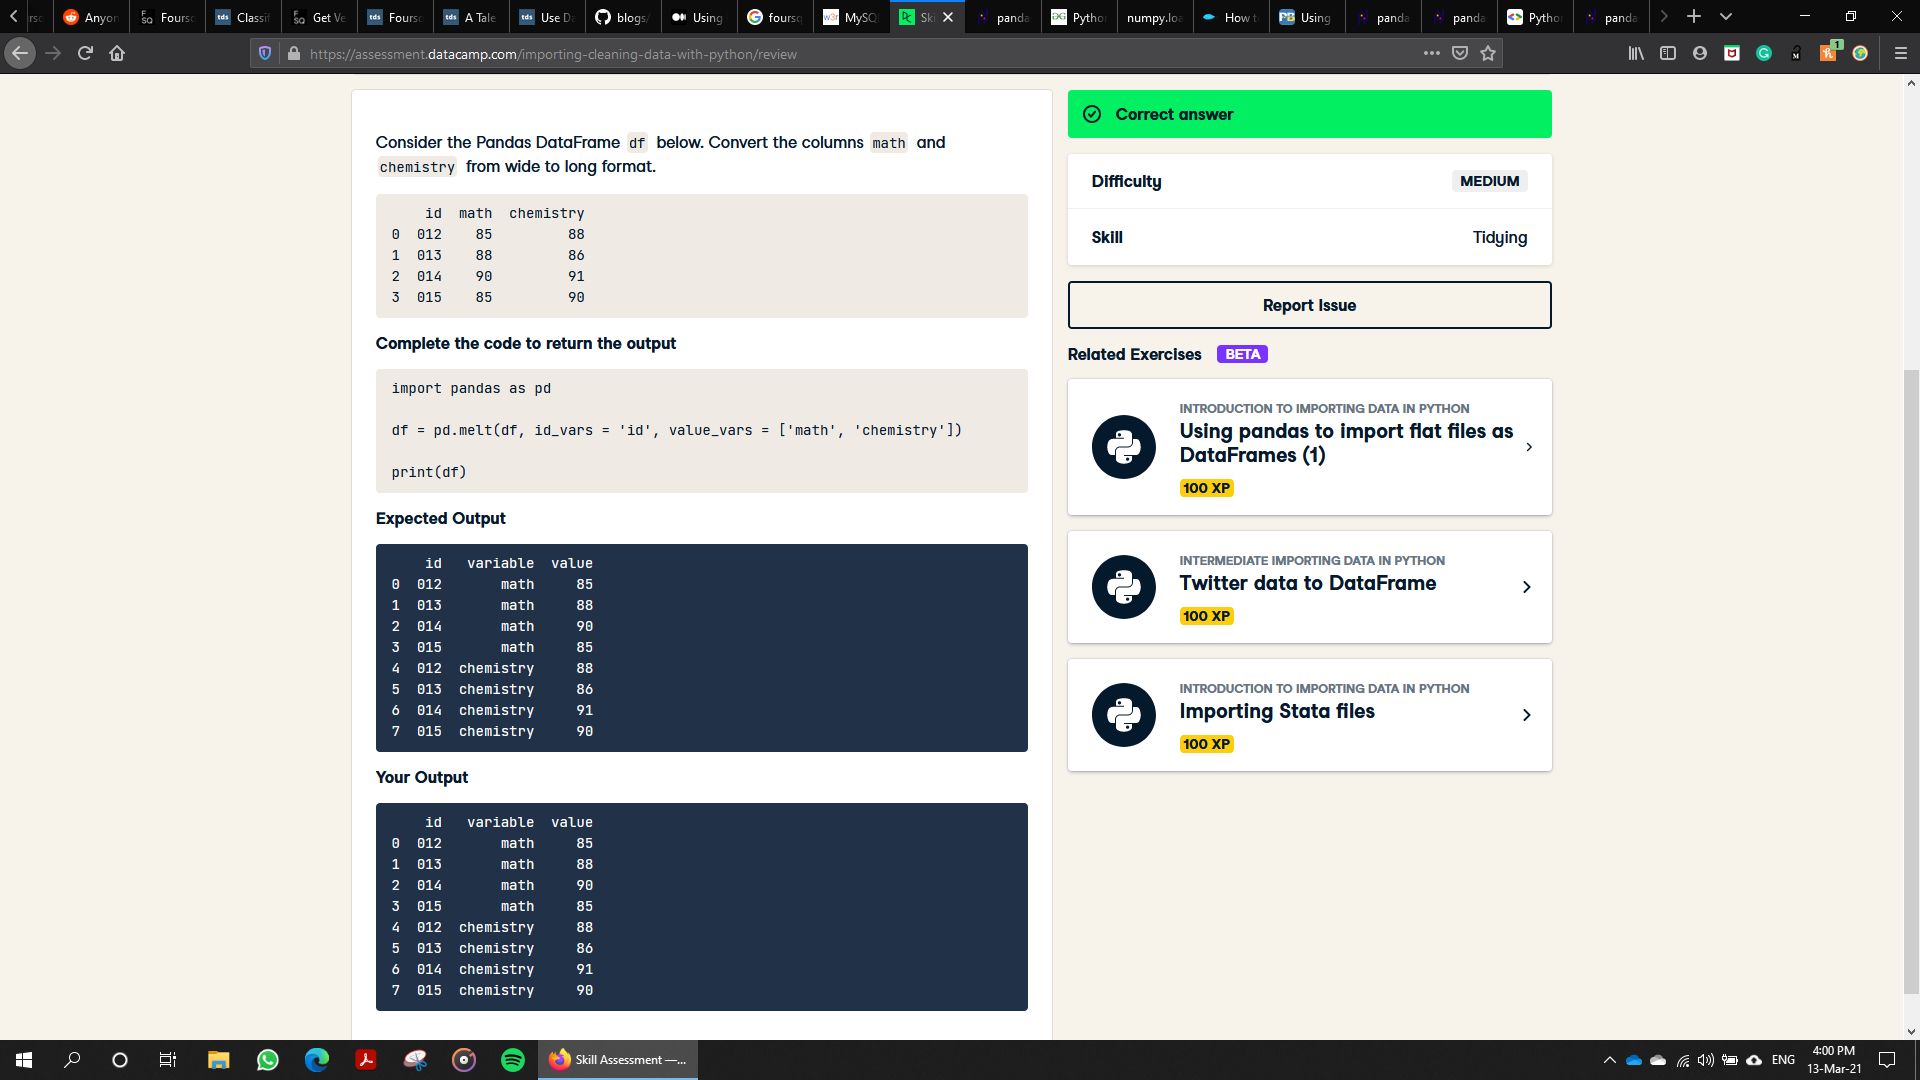 Anyon
Foursc
Classif
Get Ve
Foursc
A Tale
Use Da
blogs/
Using
foursq
MySQ
Ski
panda
Pytho
numpy.loa
How t
Using
panda
panda
Pytho
panda
https://assessment.datacamp.com/importing-cleaning-data-with-python/review
1
Consider the Pandas DataFrame df below. Convert the columns math and
chemistry from wide to long format.
id math chemistry
0 012 85 88
1 013 88 86
2 014 90 91
3 015 85 90
Complete the code to return the output
import pandas as pd
df = pd.melt(df, id_vars = 'id', value_vars = ['math', 'chemistry'])
print(df)
Expected Output
id variable value
0 012 math 85
1 013 math 88
2 014 math 90
3 015 math 85
4 012 chemistry 88
5 013 chemistry 86
6 014 chemistry 91
7 015 chemistry 90
Your Output
id variable value
0 012 math 85
1 013 math 88
2 014 math 90
3 015 math 85
4 012 chemistry 88
5 013 chemistry 86
6 014 chemistry 91
7 015 chemistry 90
Correct answer
Difficulty MEDIUM
Skill Tidying
Report Issue
Related Exercises BETA
INTRODUCTION TO IMPORTING DATA IN PYTHON
Using pandas to import flat files as
DataFrames (1)
100 XP
INTERMEDIATE IMPORTING DATA IN PYTHON
Twitter data to DataFrame
100 XP
INTRODUCTION TO IMPORTING DATA IN PYTHON
Importing Stata files
100 XP
Skill Assessment —...
ENG
4:00 PM
13-Mar-21